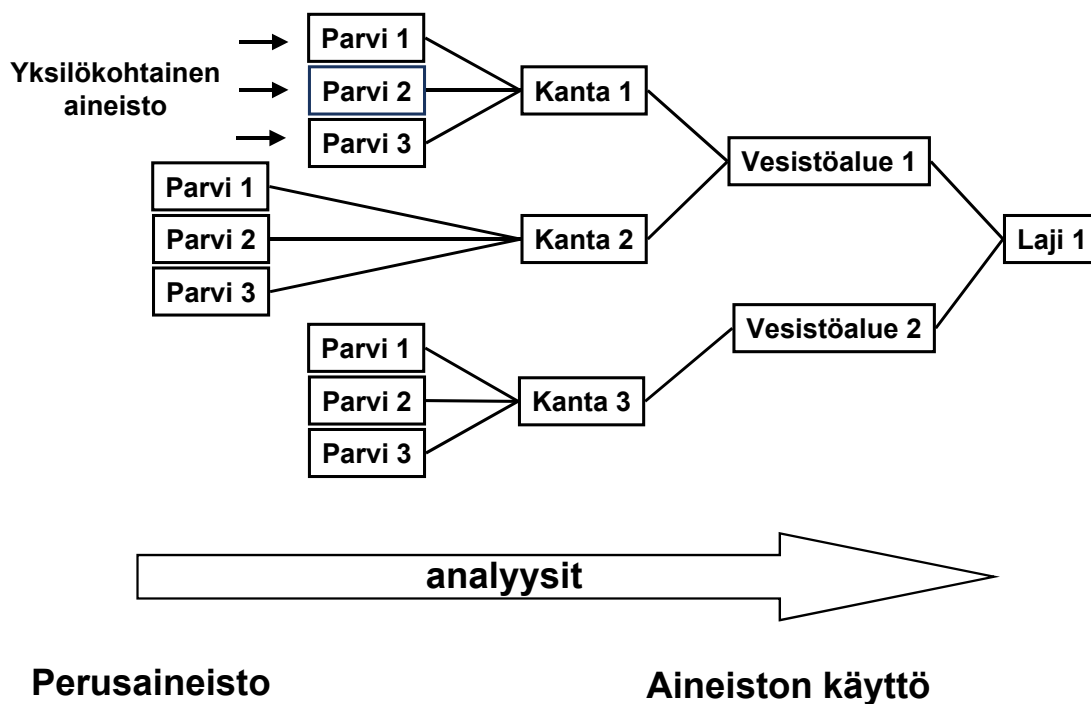 Yksilökohtainen
aineisto
Parvi 1
Parvi 2
Parvi 3
Kanta 1
Parvi 1
Parvi 2
Parvi 3
Kanta 2
Vesistöalue 1
Laji 1
Parvi 1
Parvi 2
Parvi 3
Kanta 3
Vesistöalue 2
analyysit
Perusaineisto
Aineiston käyttö